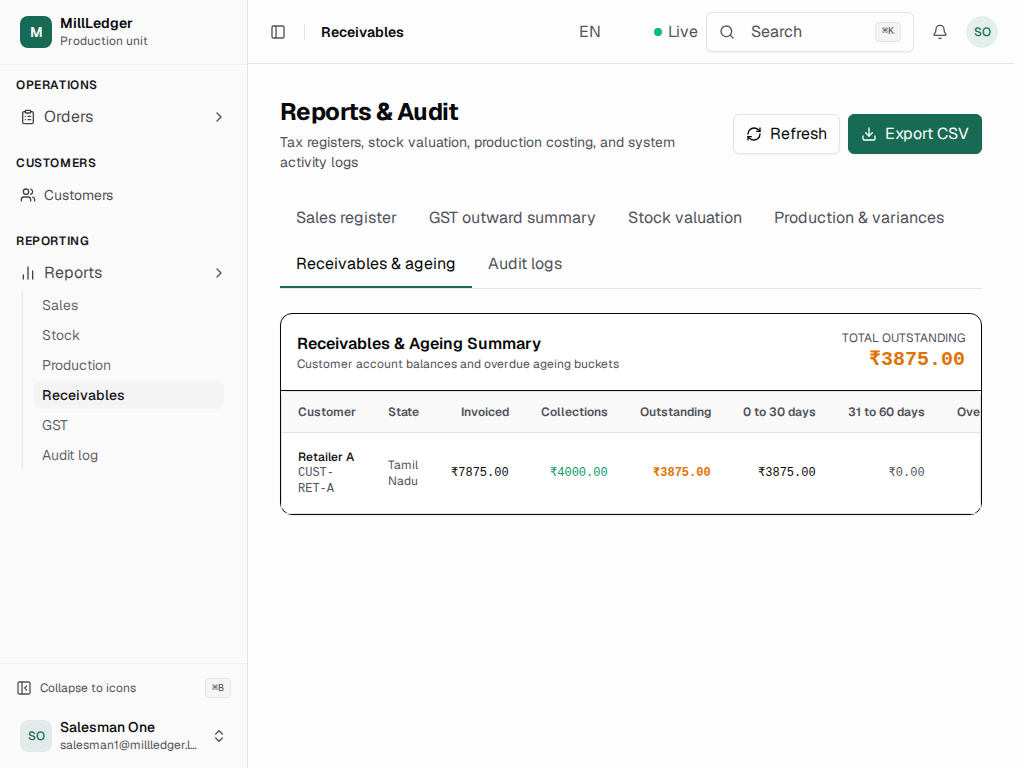 M
MillLedger
Production unit
OPERATIONS
Orders
CUSTOMERS
Customers
REPORTING
Reports
Sales
Stock
Production
Receivables
GST
Audit log
Collapse to icons ⌘B
SO
Salesman One
salesman1@millledger.l...
Receivables EN Live Search ⌘K SO
Reports & Audit
Tax registers, stock valuation, production costing, and system
activity logs
Refresh Export CSV
Sales register GST outward summary Stock valuation Production & variances
Receivables & ageing Audit logs
Receivables & Ageing Summary
Customer account balances and overdue ageing buckets
TOTAL OUTSTANDING
₹3875.00
Customer State Invoiced Collections Outstanding 0 to 30 days 31 to 60 days Ove
Retailer A
CUST-
RET-A
Tamil
Nadu
₹7875.00 ₹4000.00 ₹3875.00 ₹3875.00 ₹0.00